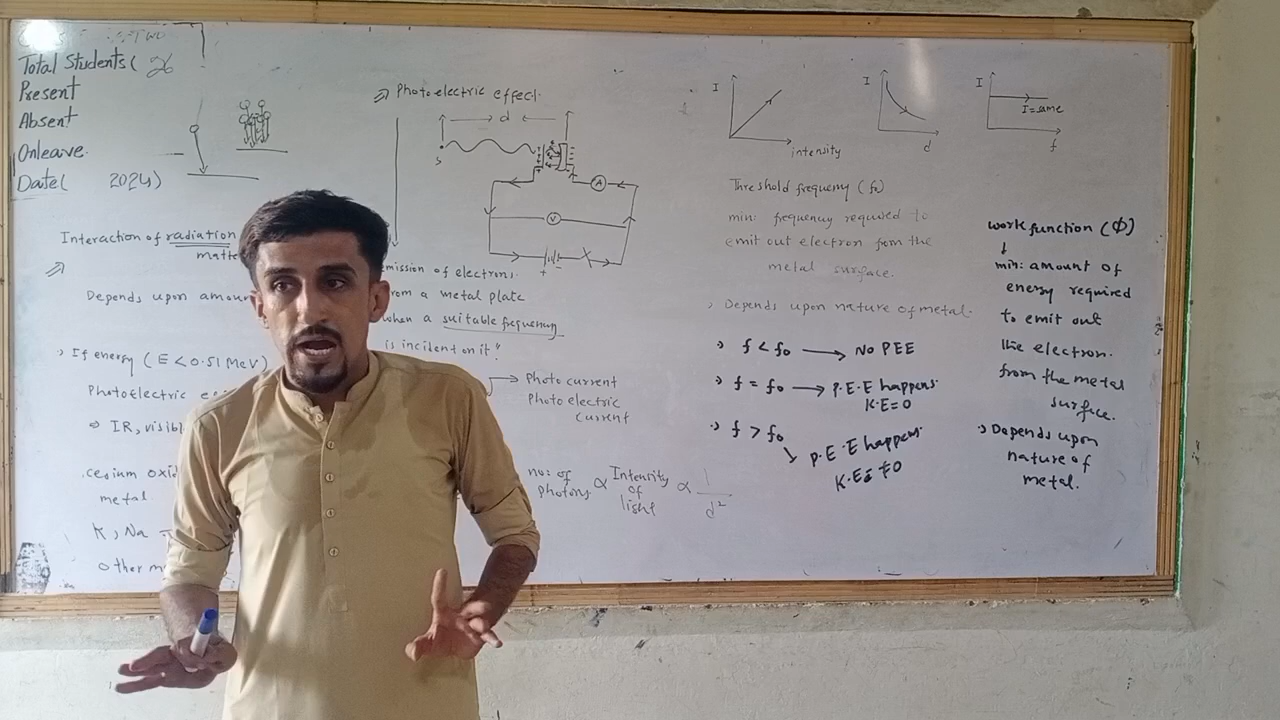 Total Students ( 26
Present
Absent
Onleave.
Date( 2024)
Interaction of radiation
matte
Depends upon amou
If energy (E < 0.51 MeV)
Photoelectric e
⇒ IR, visib
cesium oxid
metal.
K, Na
other m
⇒ Photoelectric effect.
d
s
A
V
+ -
emission of electrons.
from a metal plate
when a suitable frequency
is incident on it"
→ Photo current
Photo electric
current
no: of photons ∝ Intensity of light ∝ 1/d²
I
intensity
I
d
I
I = same
f
Threshold frequency (f₀)
min: frequency required to
emit out electron from the
metal surface.
Depends upon nature of metal.
f < f₀ → NO PEE
f = f₀ → P.E.E happens.
K.E=0
f > f₀
↘ P.E.E happens.
K.E ≠ 0
work function (Φ)
↓
min: amount of
energy required
to emit out
the electron.
from the metal
surface.
Depends upon
nature of
metal.